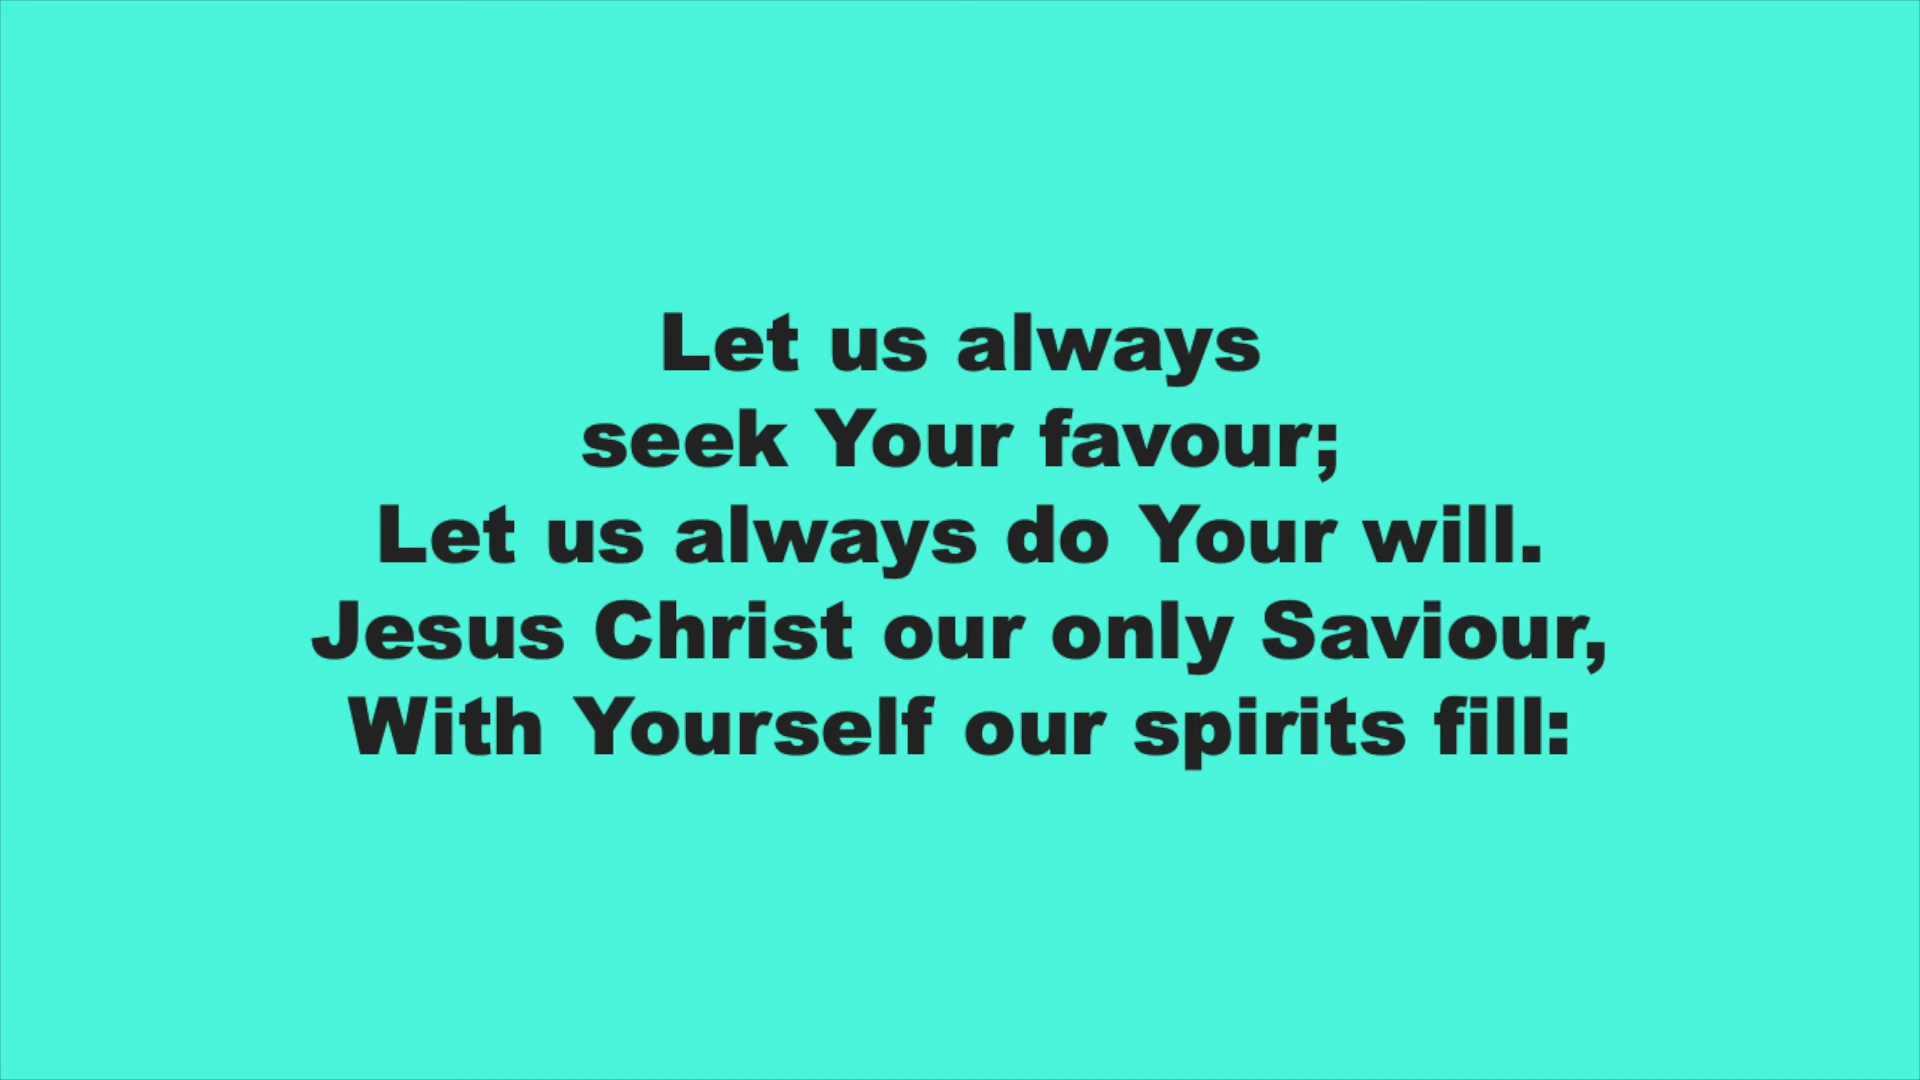 Let us always
seek Your favour;
Let us always do Your will.
Jesus Christ our only Saviour,
With Yourself our spirits fill: